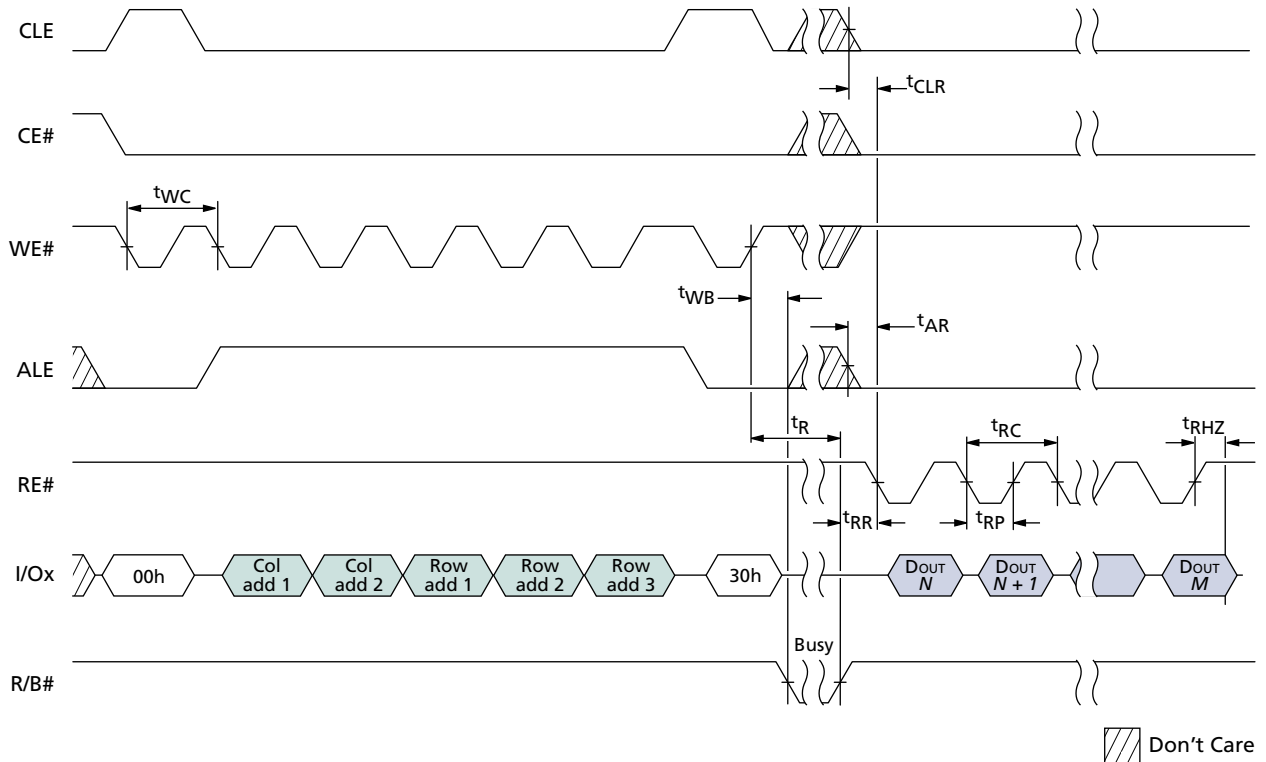 CLE
tCLR
CE#
tWC
WE#
tWB
tAR
ALE
tR
tRC
tRHZ
RE#
tRR
tRP
I/Ox
00h
Col
add 1
Col
add 2
Row
add 1
Row
add 2
Row
add 3
30h
DOUT
N
DOUT
N + 1
DOUT
M
Busy
R/B#
Don't Care